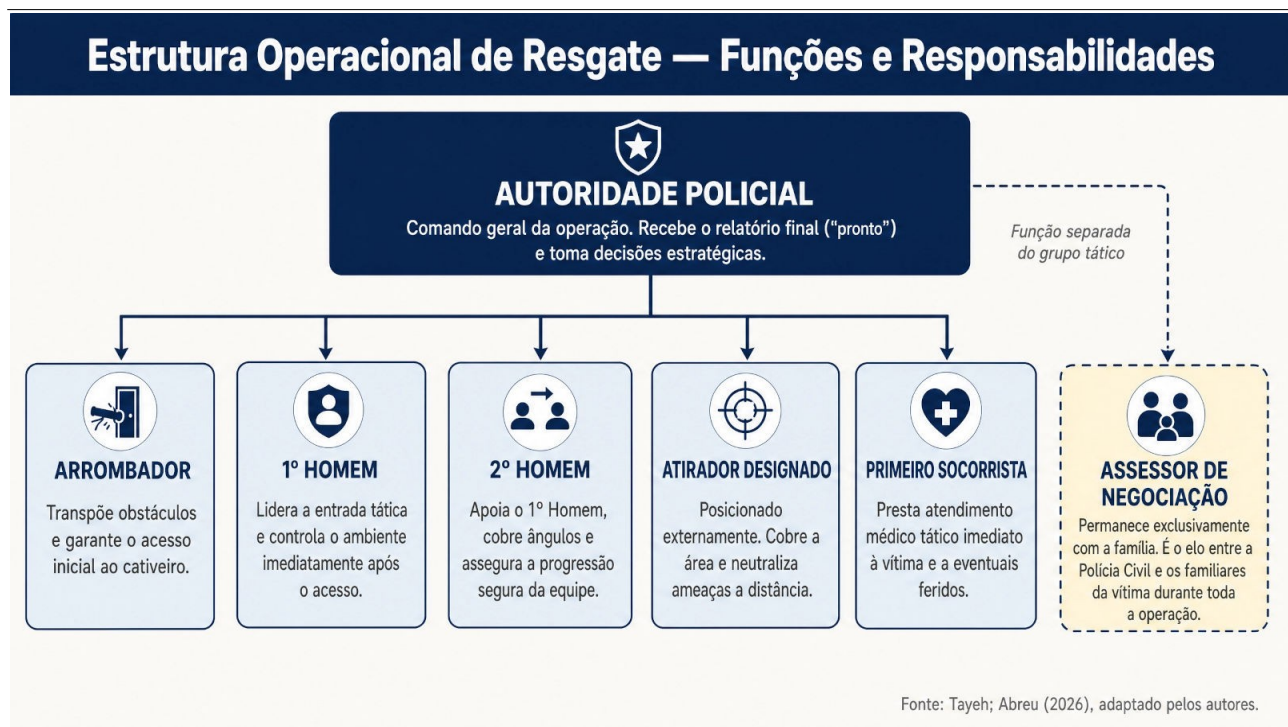 Estrutura Operacional de Resgate — Funções e Responsabilidades
AUTORIDADE POLICIAL
Comando geral da operação. Recebe o relatório final (“pronto”)
e toma decisões estratégicas.
Função separada
do grupo tático
ARROMBADOR
Transpõe obstáculos
e garante o acesso
inicial ao cativeiro.
1º HOMEM
Lidera a entrada tática
e controla o ambiente
imediatamente após
o acesso.
2º HOMEM
Apoia o 1º Homem,
cobre ângulos e
assegura a progressão
segura da equipe.
ATIRADOR DESIGNADO
Posicionado
externamente. Cobre a
área e neutraliza
ameaças a distância.
PRIMEIRO SOCORRISTA
Presta atendimento
médico tático imediato
à vítima e a eventuais
feridos.
ASSESSOR DE
NEGOCIAÇÃO
Permanece exclusivamente
com a família. É o elo entre a
Polícia Civil e os familiares
da vítima durante toda
a operação.
Fonte: Tayeh; Abreu (2026), adaptado pelos autores.